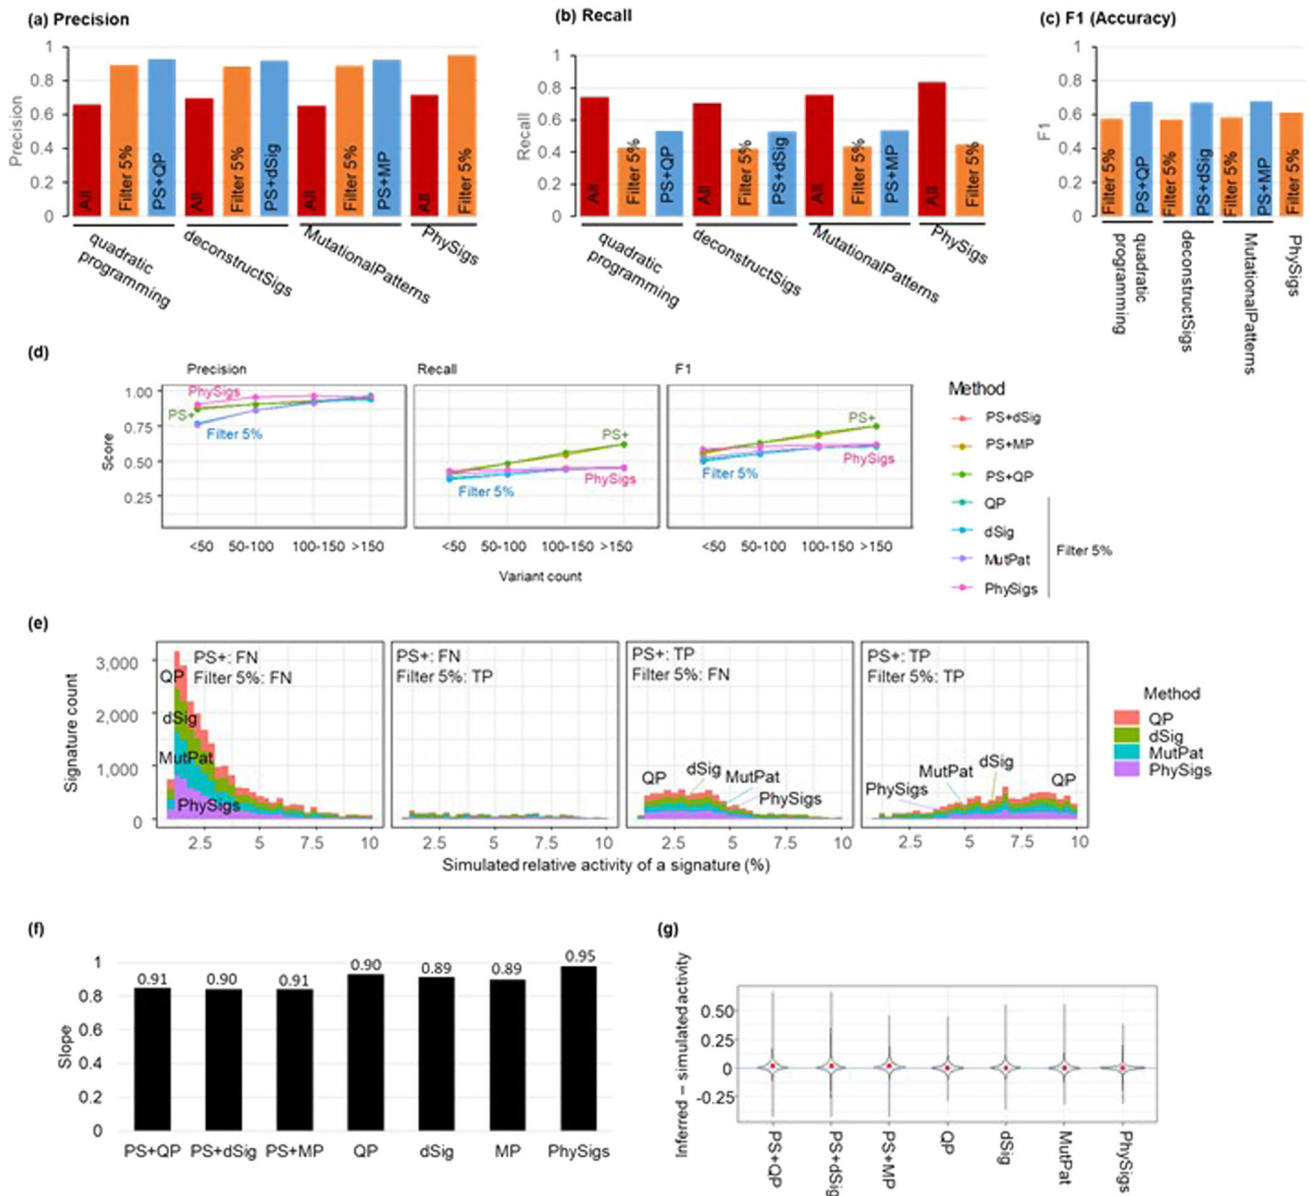 (a) Precision
Precision
1
0.8
0.6
0.4
0.2
0
All
Filter 5%
PS+QP
All
Filter 5%
PS+dSig
All
Filter 5%
PS+MP
All
Filter 5%
quadratic
programming
deconstructSigs
MutationalPatterns
PhySigs
(b) Recall
Recall
1
0.8
0.6
0.4
0.2
0
All
Filter 5%
PS+QP
All
Filter 5%
PS+dSig
All
Filter 5%
PS+MP
All
Filter 5%
quadratic
programming
deconstructSigs
MutationalPatterns
PhySigs
(c) F1 (Accuracy)
F1
1
0.8
0.6
0.4
0.2
0
Filter 5%
PS+QP
Filter 5%
PS+dSig
Filter 5%
PS+MP
Filter 5%
quadratic
programming
deconstructSigs
MutationalPatterns
PhySigs
(d)
Precision
Recall
F1
Score
1.00
0.75
0.50
0.25
PhySigs
PS+
Filter 5%
PS+
PhySigs
Filter 5%
PS+
PhySigs
Filter 5%
<50 50-100 100-150 >150
<50 50-100 100-150 >150
<50 50-100 100-150 >150
Variant count
Method
PS+dSig
PS+MP
PS+QP
QP
dSig
MutPat
PhySigs
Filter 5%
(e)
Signature count
3,000
2,000
1,000
0
PS+: FN
Filter 5%: FN
QP
dSig
MutPat
PhySigs
PS+: FN
Filter 5%: TP
PS+: TP
Filter 5%: FN
QP
dSig
MutPat
PhySigs
PS+: TP
Filter 5%: TP
PhySigs
MutPat
dSig
QP
2.5 5 7.5 10
2.5 5 7.5 10
2.5 5 7.5 10
2.5 5 7.5 10
Simulated relative activity of a signature (%)
Method
QP
dSig
MutPat
PhySigs
(f)
Slope
1
0.8
0.6
0.4
0.2
0
0.91
0.90
0.91
0.90
0.89
0.89
0.95
PS+QP PS+dSig PS+MP QP dSig MP PhySigs
(g)
Inferred – simulated activity
0.50
0.25
0
-0.25
PS+QP
PS+dSig
PS+MP
QP
dSig
MutPat
PhySigs